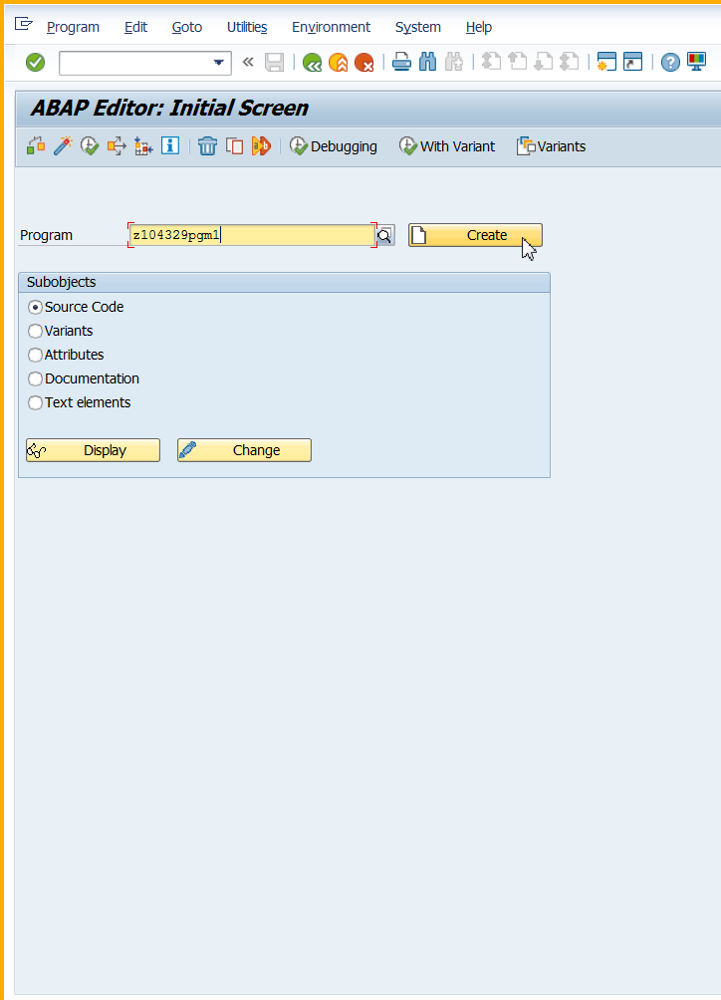 Program Edit Goto Utilities Environment System Help
ABAP Editor: Initial Screen
Debugging With Variant Variants
Program z104329pgm1 Create
Subobjects
Source Code
Variants
Attributes
Documentation
Text elements
Display Change